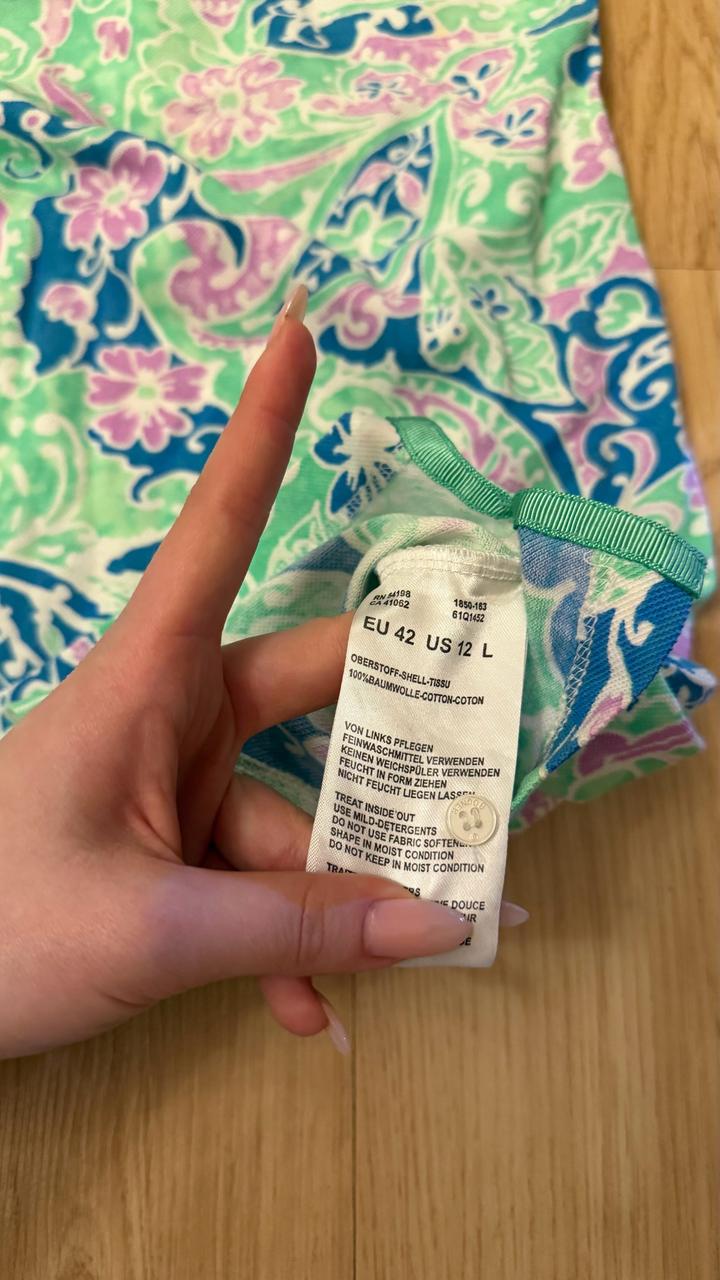 RN 54198
CA 41062
1850-163
61Q1452
EU 42 US 12 L
OBERSTOFF-SHELL-TISSU
100%BAUMWOLLE-COTTON-COTON
VON LINKS PFLEGEN
FEINWASCHMITTEL VERWENDEN
KEINEN WEICHSPÜLER VERWENDEN
FEUCHT IN FORM ZIEHEN
NICHT FEUCHT LIEGEN LASSEN
TREAT INSIDE OUT
USE MILD-DETERGENTS
DO NOT USE FABRIC SOFTENER
SHAPE IN MOIST CONDITION
DO NOT KEEP IN MOIST CONDITION
DOUCE